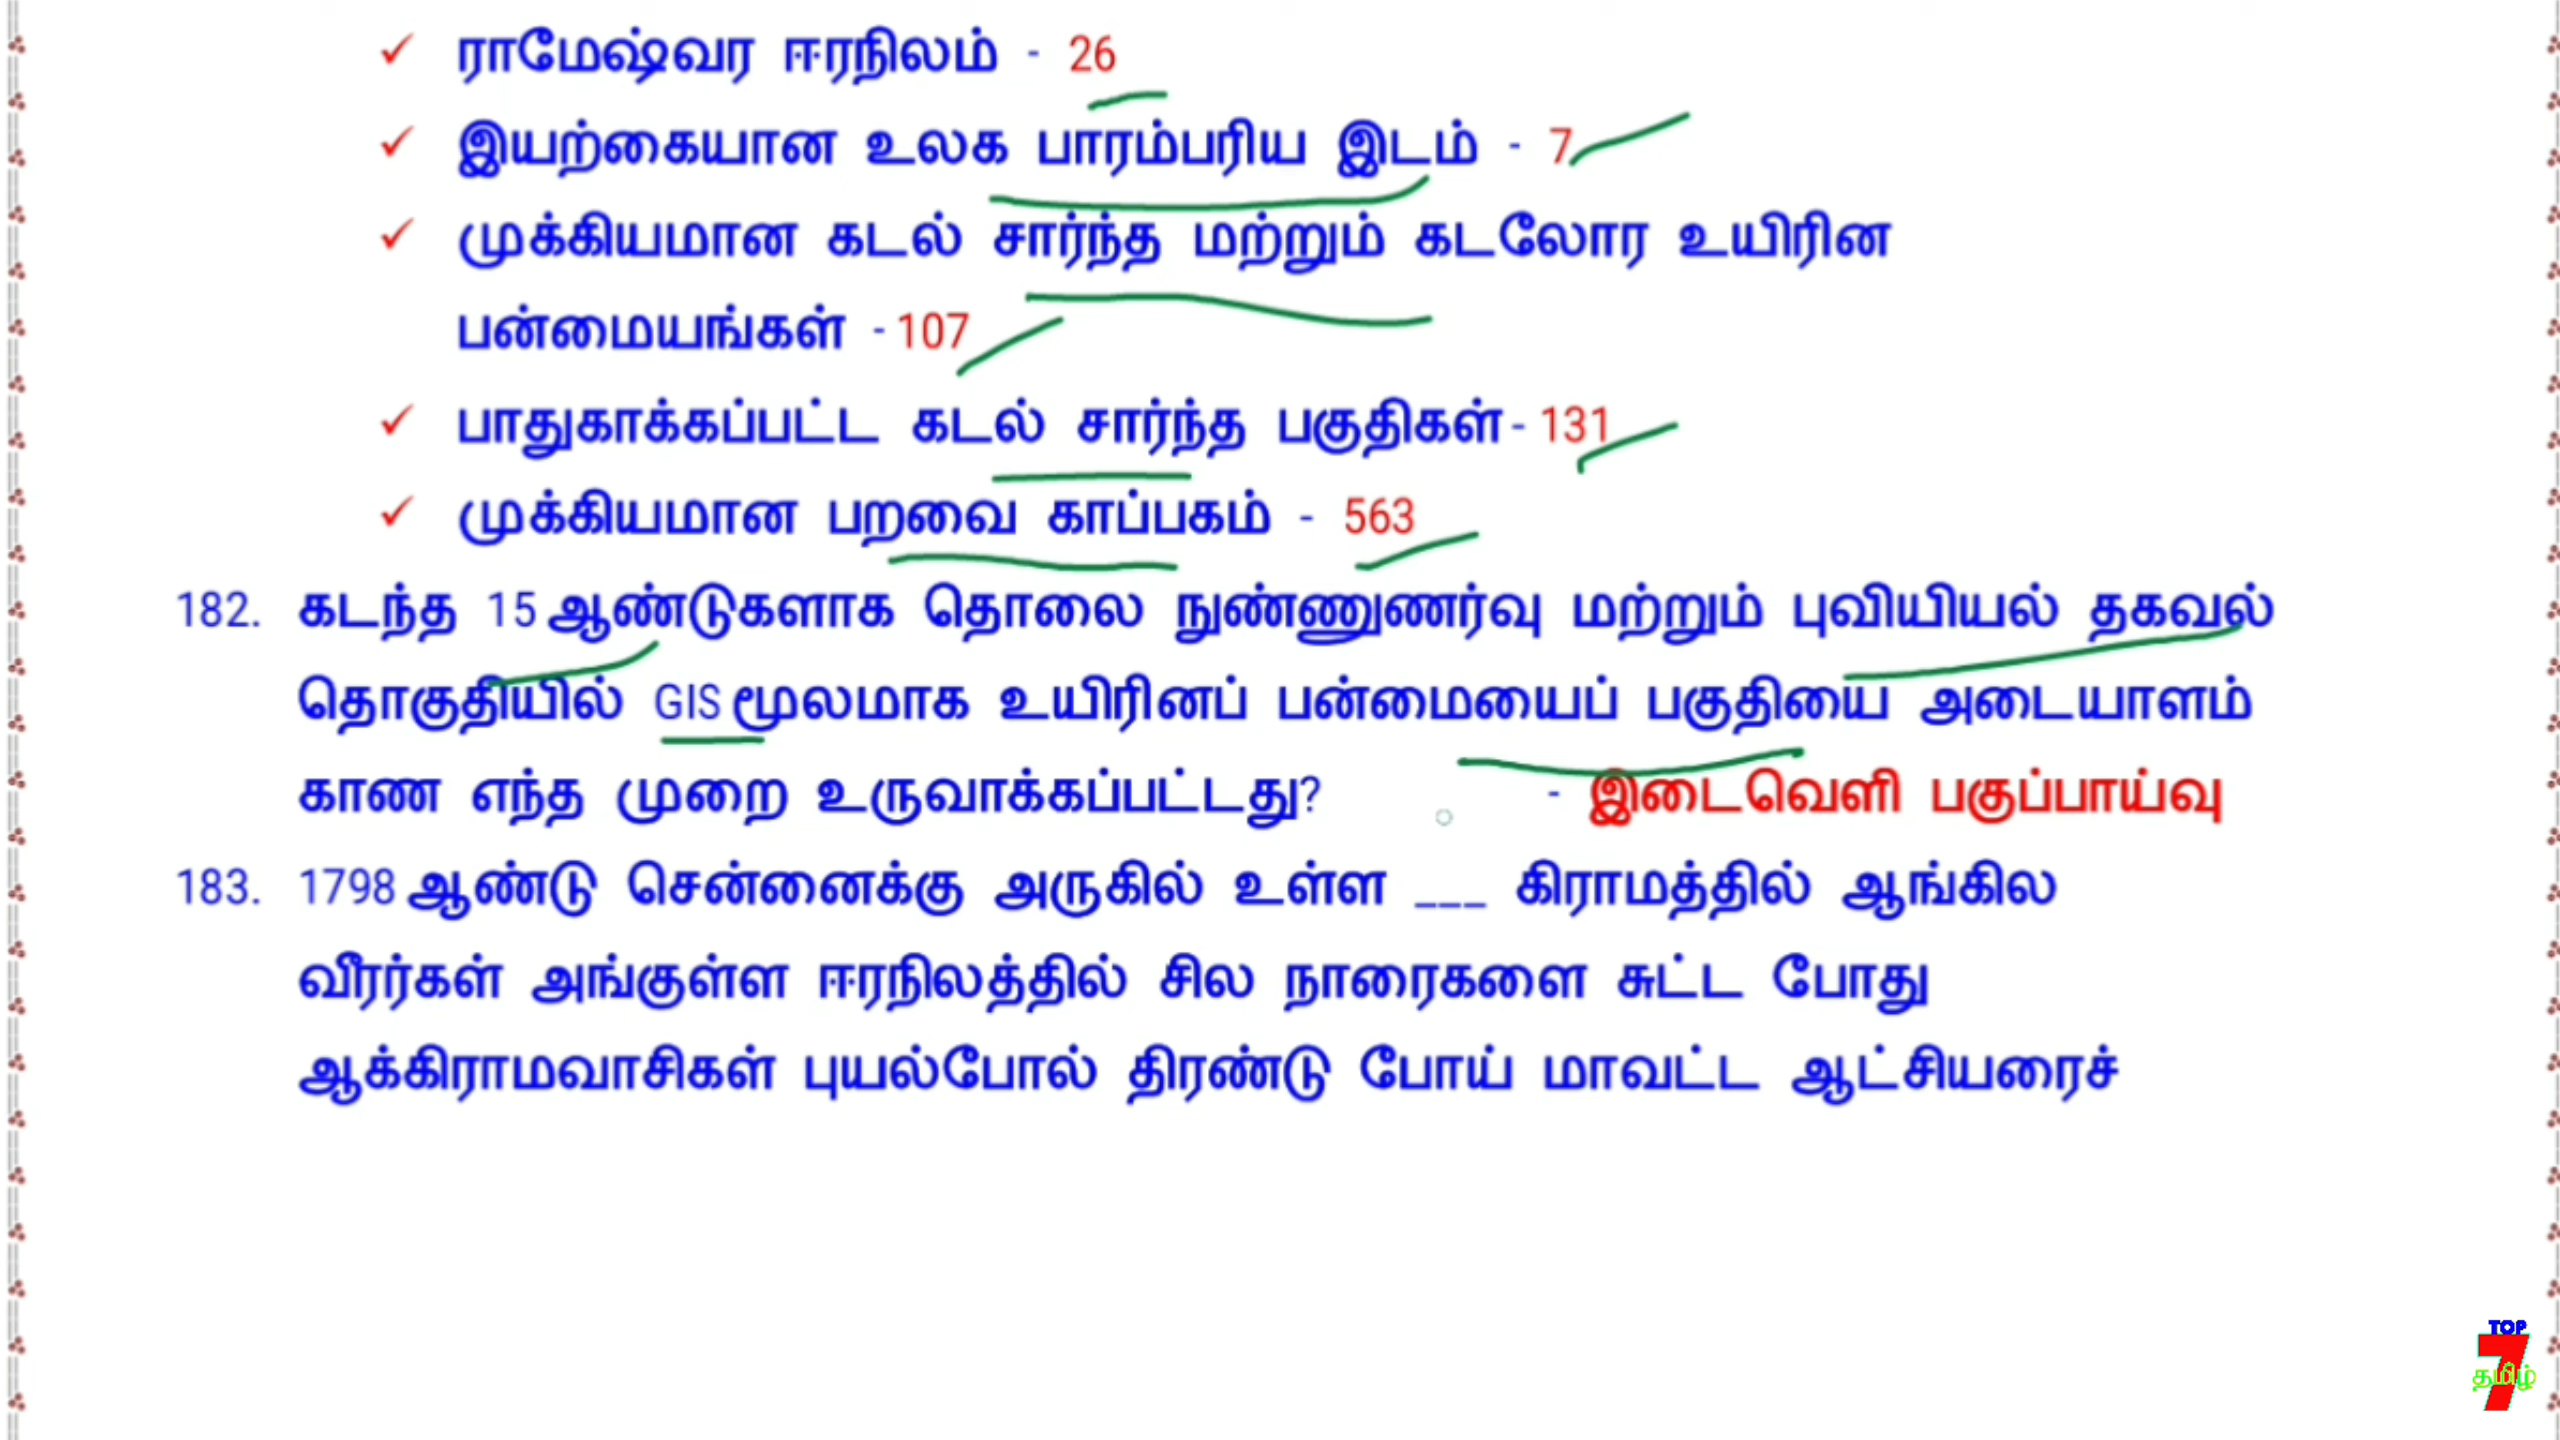 ✓ ராமேஷ்வர ஈரநிலம் - 26
✓ இயற்கையான உலக பாரம்பரிய இடம் - 7
✓ முக்கியமான கடல் சார்ந்த மற்றும் கடலோர உயிரின
பன்மையங்கள் - 107
✓ பாதுகாக்கப்பட்ட கடல் சார்ந்த பகுதிகள் - 131
✓ முக்கியமான பறவை காப்பகம் - 563
182. கடந்த 15 ஆண்டுகளாக தொலை நுண்ணுணர்வு மற்றும் புவியியல் தகவல்
தொகுதியில் GIS மூலமாக உயிரினப் பன்மையைப் பகுதியை அடையாளம்
காண எந்த முறை உருவாக்கப்பட்டது? - இடைவெளி பகுப்பாய்வு
183. 1798 ஆண்டு சென்னைக்கு அருகில் உள்ள ___ கிராமத்தில் ஆங்கில
வீரர்கள் அங்குள்ள ஈரநிலத்தில் சில நாரைகளை சுட்ட போது
ஆக்கிராமவாசிகள் புயல்போல் திரண்டு போய் மாவட்ட ஆட்சியரைச்
TOP
7
தமிழ்